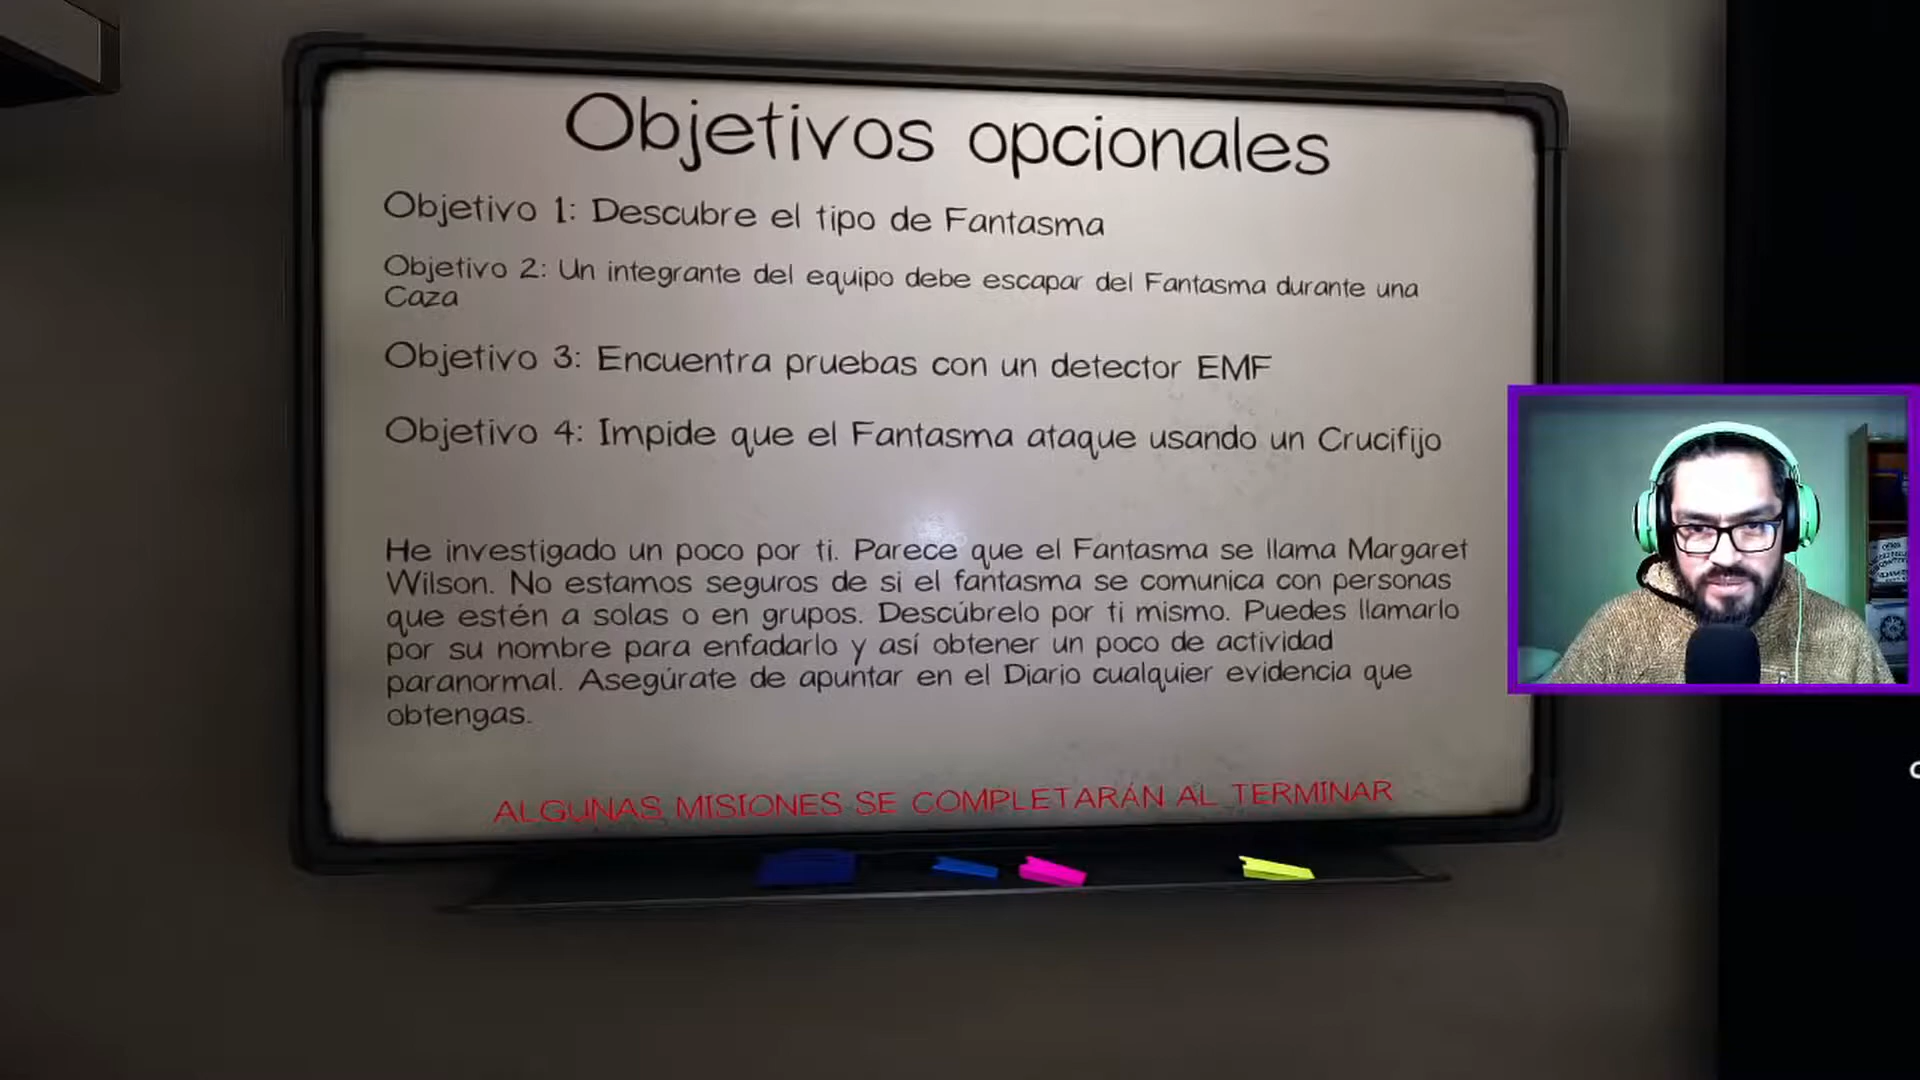 Objetivos opcionales
Objetivo 1: Descubre el tipo de Fantasma
Objetivo 2: Un integrante del equipo debe escapar del Fantasma durante una
Caza
Objetivo 3: Encuentra pruebas con un detector EMF
Objetivo 4: Impide que el Fantasma ataque usando un Crucifijo
He investigado un poco por ti. Parece que el Fantasma se llama Margaret
Wilson. No estamos seguros de si el fantasma se comunica con personas
que estén a solas o en grupos. Descúbrelo por ti mismo. Puedes llamarlo
por su nombre para enfadarlo y así obtener un poco de actividad
paranormal. Asegúrate de apuntar en el Diario cualquier evidencia que
obtengas.
ALGUNAS MISIONES SE COMPLETARÁN AL TERMINAR